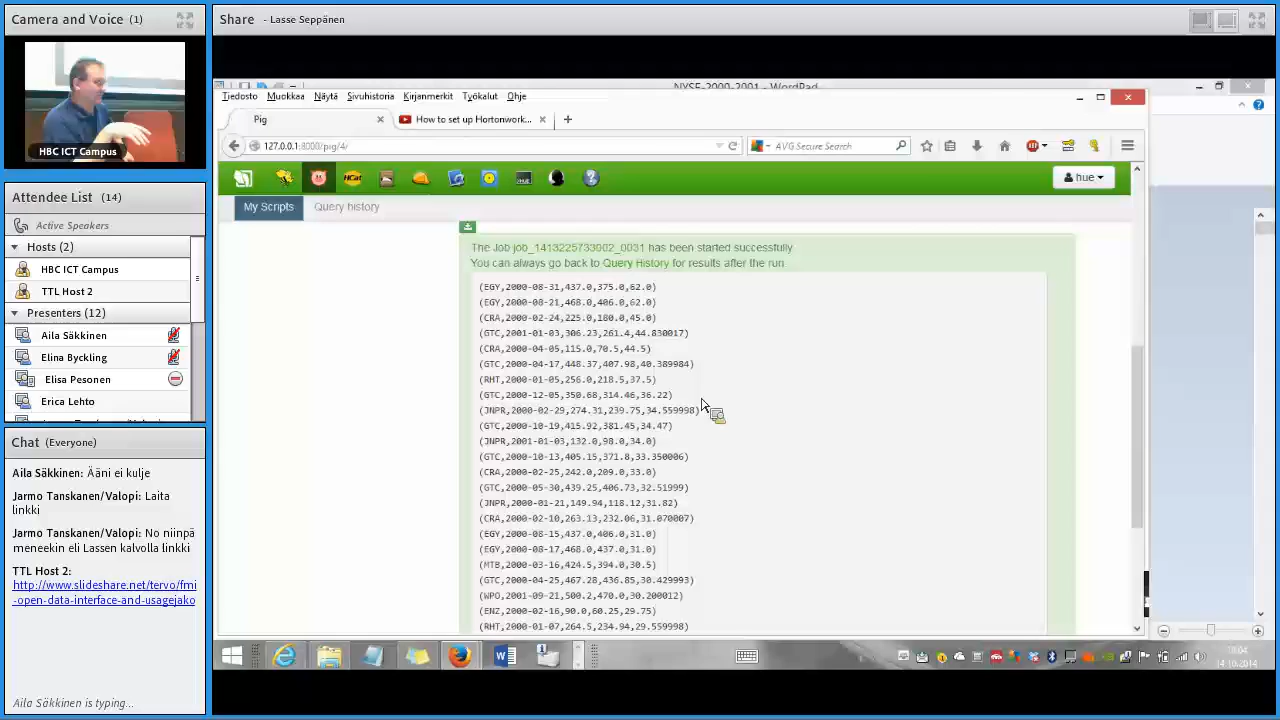 Camera and Voice (1)
HBC ICT Campus
Attendee List (14)
Active Speakers
Hosts (2)
HBC ICT Campus
TTL Host 2
Presenters (12)
Aila Säkkinen
Elina Byckling
Elisa Pesonen
Erica Lehto
Chat (Everyone)
Aila Säkkinen: Ääni ei kulje
Jarmo Tanskanen/Valopi: Laita
linkki
Jarmo Tanskanen/Valopi: No niinpä
meneekin eli Lassen kalvolla linkki
TTL Host 2:
http://www.slideshare.net/tervo/fmi
-open-data-interface-and-usagejako
Aila Säkkinen is typing...
Share - Lasse Seppänen
NYSE-2000-2001 - WordPad
Tiedosto Muokkaa Näytä Sivuhistoria Kirjanmerkit Työkalut Ohje
Pig
How to set up Hortonwork...
127.0.0.1:8000/pig/4/
AVG Secure Search
HCat
hue
My Scripts Query history
The Job job_1413225733002_0031 has been started successfully
You can always go back to Query History for results after the run
(EGY,2000-08-31,437.0,375.0,62.0)
(EGY,2000-08-21,468.0,406.0,62.0)
(CRA,2000-02-24,225.0,180.0,45.0)
(GTC,2001-01-03,306.23,261.4,44.830017)
(CRA,2000-04-05,115.0,70.5,44.5)
(GTC,2000-04-17,448.37,407.98,40.389984)
(RHT,2000-01-05,256.0,218.5,37.5)
(GTC,2000-12-05,350.68,314.46,36.22)
(JNPR,2000-02-29,274.31,239.75,34.559998)
(GTC,2000-10-19,415.92,381.45,34.47)
(JNPR,2001-01-03,132.0,98.0,34.0)
(GTC,2000-10-13,405.15,371.8,33.350006)
(CRA,2000-02-25,242.0,209.0,33.0)
(GTC,2000-05-30,439.25,406.73,32.51999)
(JNPR,2000-01-21,149.94,118.12,31.82)
(CRA,2000-02-10,263.13,232.06,31.070007)
(EGY,2000-08-15,437.0,406.0,31.0)
(EGY,2000-08-17,468.0,437.0,31.0)
(MTB,2000-03-16,424.5,394.0,30.5)
(GTC,2000-04-25,467.28,436.85,30.429993)
(WPO,2001-09-21,500.2,470.0,30.200012)
(ENZ,2000-02-16,90.0,60.25,29.75)
(RHT,2000-01-07,264.5,234.94,29.559998)
14.10.2014